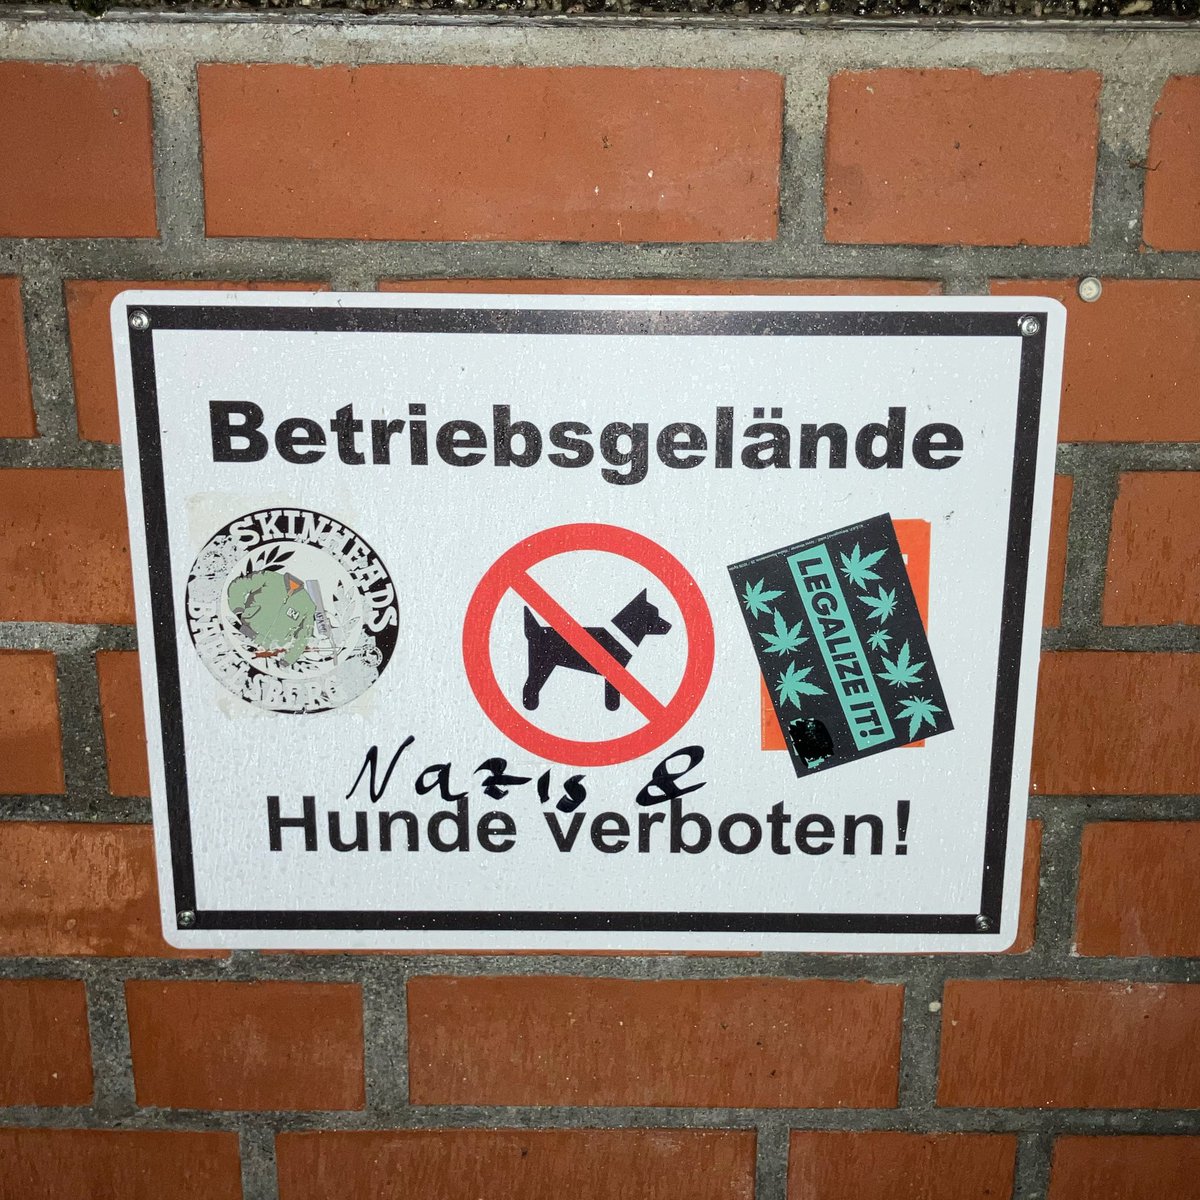 Betriebsgelände
SKINHEADS
LEGALIZE IT!
Nazis &
Hunde verboten!